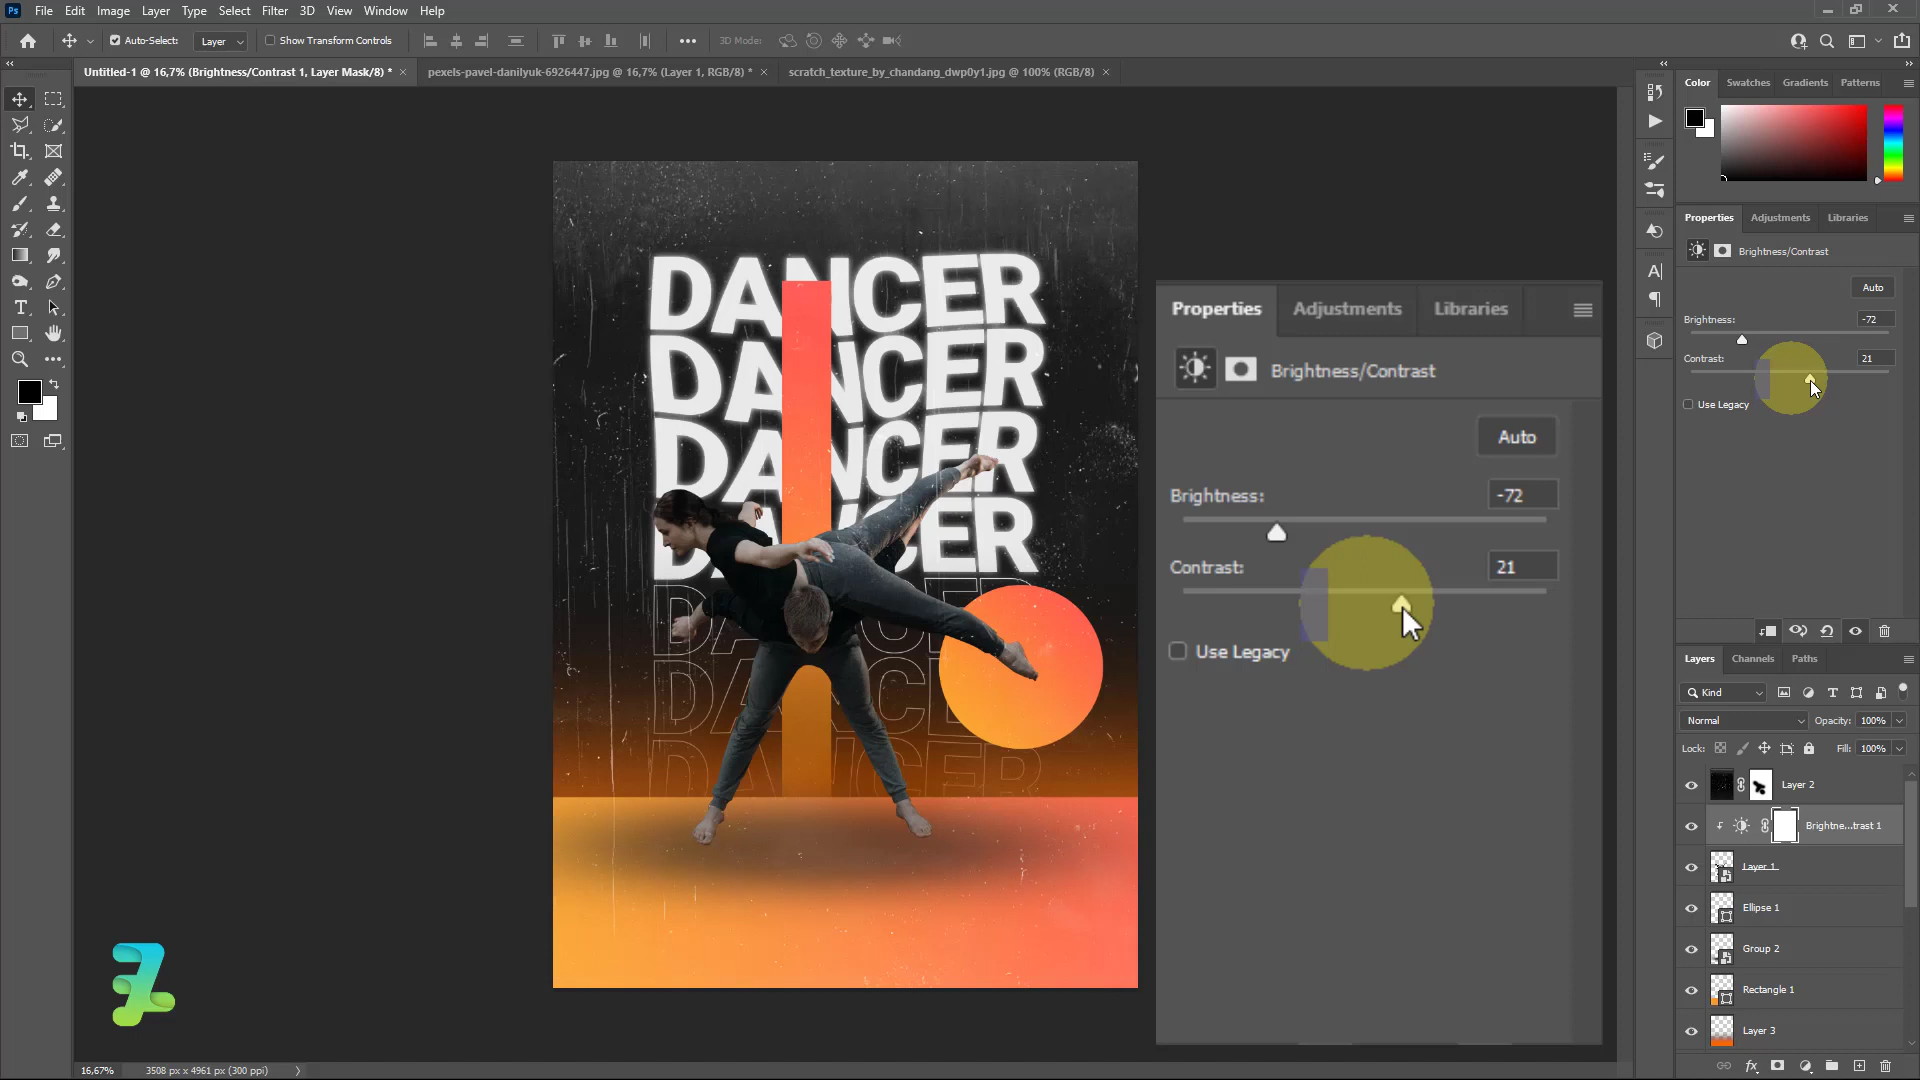 Ps File Edit Image Layer Type Select Filter 3D View Window Help
Auto-Select: Layer Show Transform Controls 3D Mode:
Untitled-1 @ 16,7% (Brightness/Contrast 1, Layer Mask/8) * × pexels-pavel-danilyuk-6926447.jpg @ 16,7% (Layer 1, RGB/8) * × scratch_texture_by_chandang_dwp0y1.jpg @ 100% (RGB/8) ×
Color Swatches Gradients Patterns
Properties Adjustments Libraries
Brightness/Contrast
Auto
Brightness: -72
Contrast: 21
Use Legacy
DANCER
DANCER
DANCER
DANCER
DANCER
DANCER
DANCER
Properties Adjustments Libraries
Brightness/Contrast
Auto
Brightness: -72
Contrast: 21
Use Legacy
Layers Channels Paths
Kind
Normal Opacity: 100%
Lock: Fill: 100%
Layer 2
Brightne...trast 1
Layer 1
Ellipse 1
Group 2
Rectangle 1
Layer 3
fx
16,67% 3508 px x 4961 px (300 ppi)